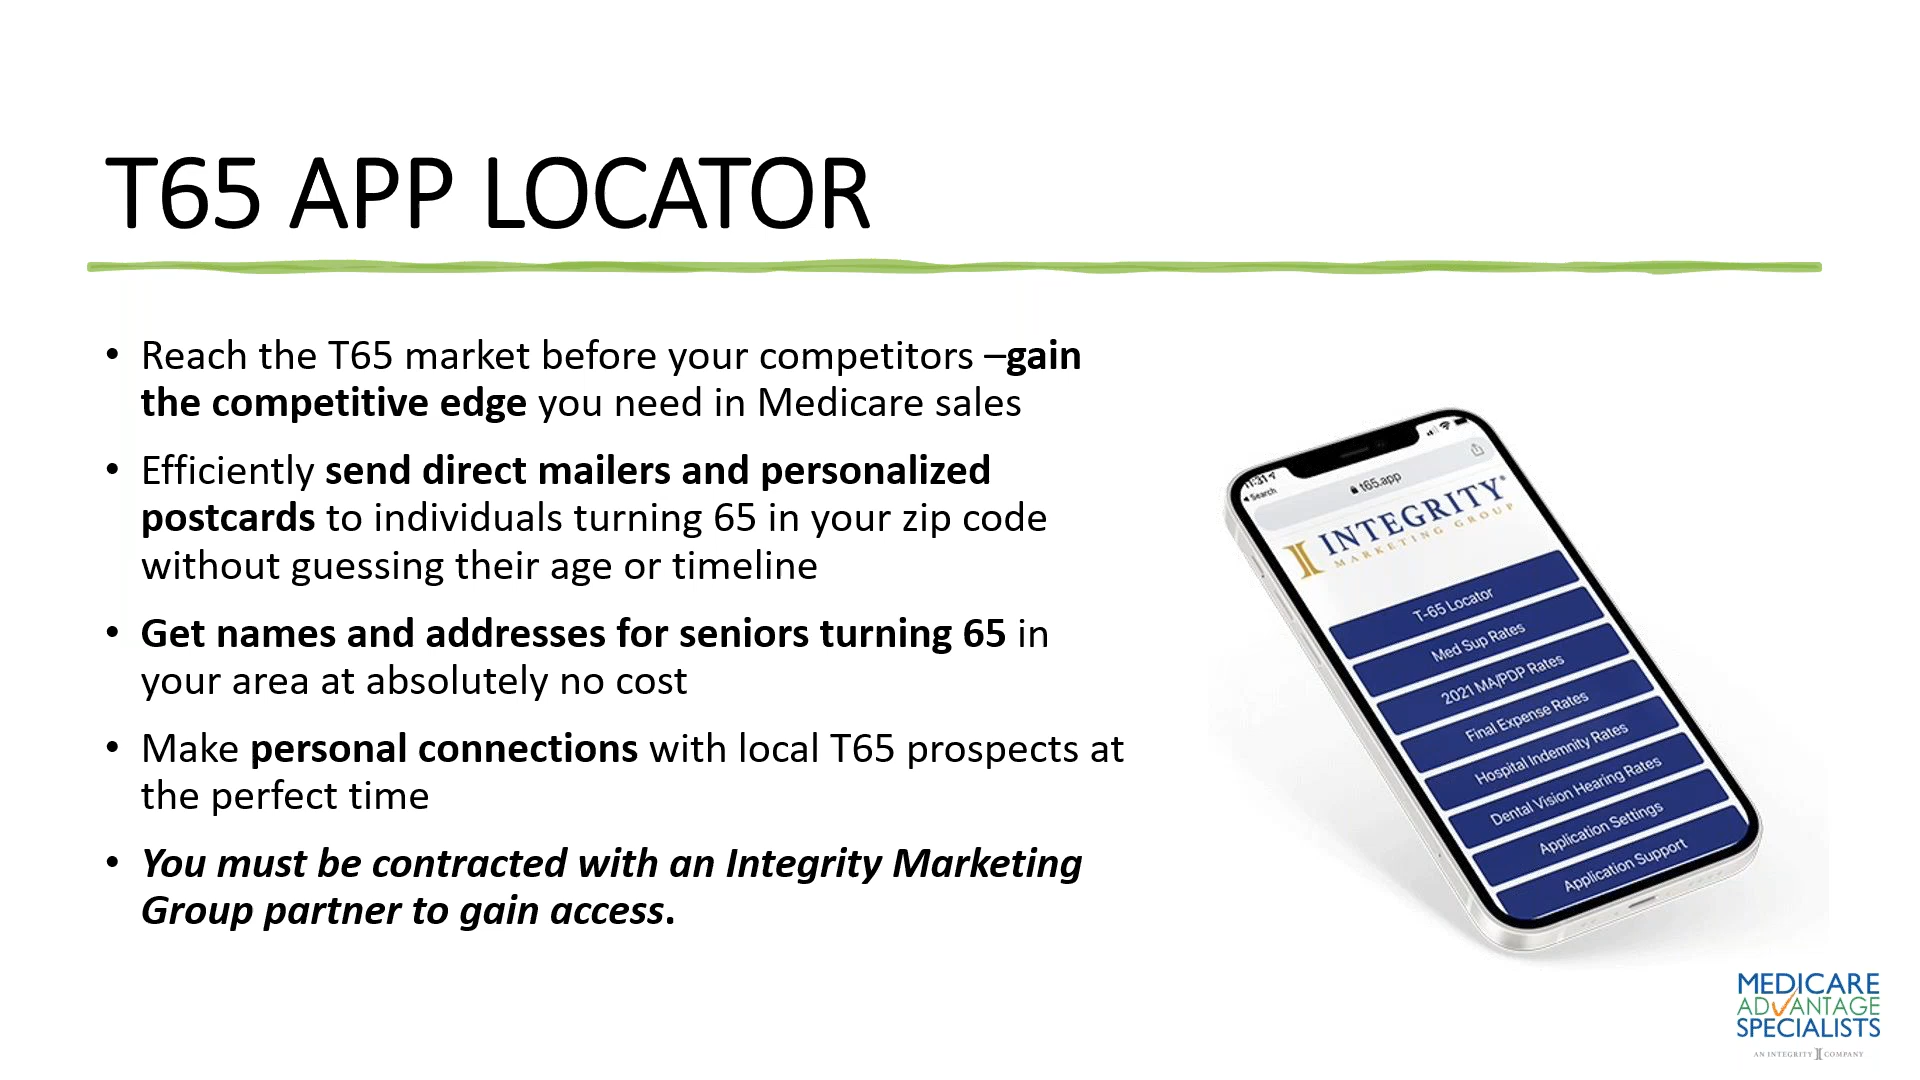 T65 APP LOCATOR
• Reach the T65 market before your competitors –gain
the competitive edge you need in Medicare sales
• Efficiently send direct mailers and personalized
postcards to individuals turning 65 in your zip code
without guessing their age or timeline
• Get names and addresses for seniors turning 65 in
your area at absolutely no cost
• Make personal connections with local T65 prospects at
the perfect time
• You must be contracted with an Integrity Marketing
Group partner to gain access.
11:31
Search
t65.app
INTEGRITY
MARKETING GROUP
T-65 Locator
Med Sup Rates
2021 MA/PDP Rates
Final Expense Rates
Hospital Indemnity Rates
Dental Vision Hearing Rates
Application Settings
Application Support
MEDICARE
ADVANTAGE
SPECIALISTS
AN INTEGRITY COMPANY